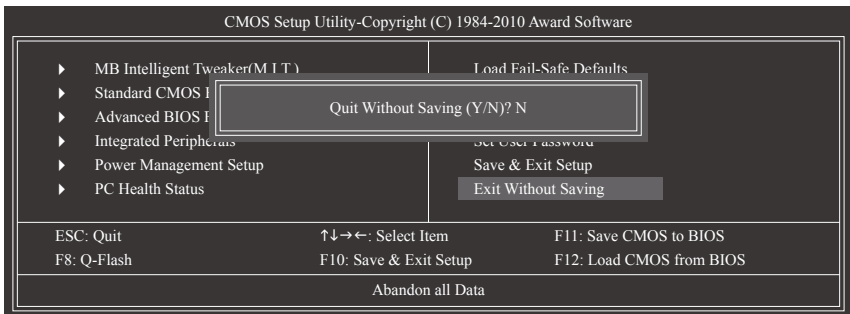 CMOS Setup Utility-Copyright (C) 1984-2010 Award Software
MB Intelligent Tweaker(M.I.T.)
Standard CMOS
Advanced BIOS
Integrated Peripherals
Power Management Setup
PC Health Status
Load Fail-Safe Defaults
Set User Password
Save & Exit Setup
Exit Without Saving
Quit Without Saving (Y/N)? N
ESC: Quit
↑↓→←: Select Item
F11: Save CMOS to BIOS
F8: Q-Flash
F10: Save & Exit Setup
F12: Load CMOS from BIOS
Abandon all Data